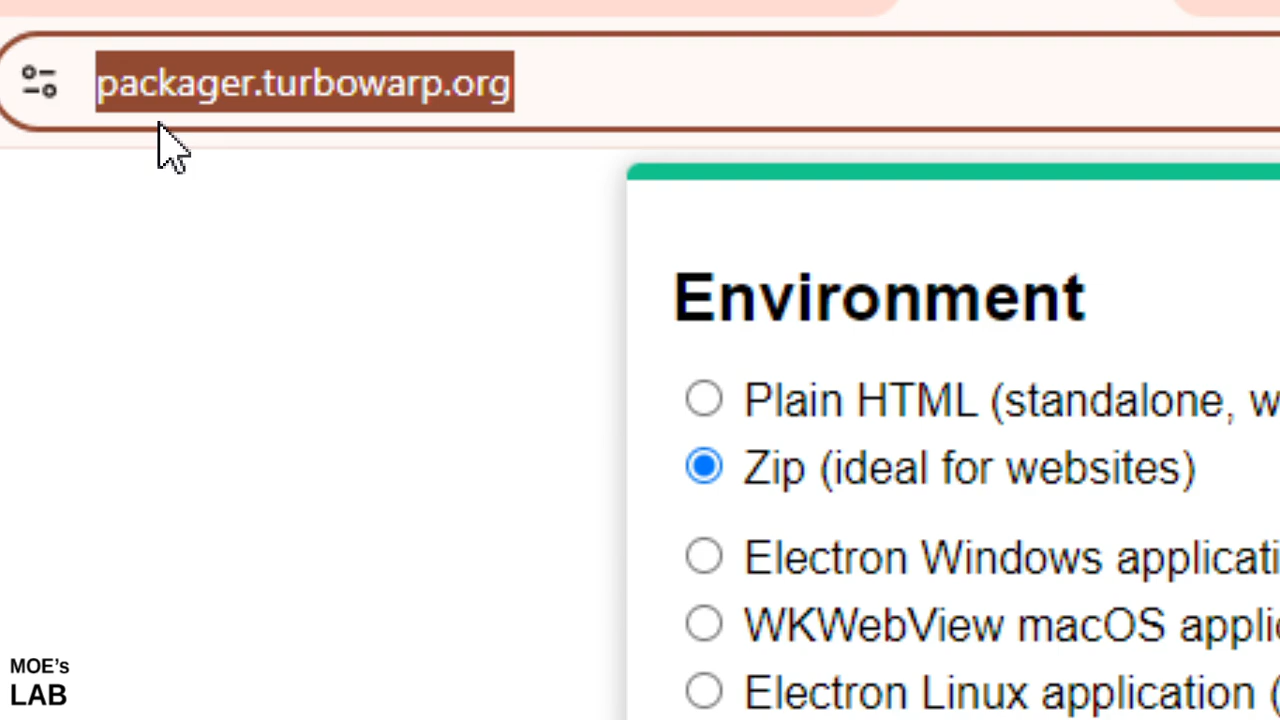 packager.turbowarp.org
Environment
Plain HTML (standalone, w
Zip (ideal for websites)
Electron Windows applicati
WKWebView macOS applic
Electron Linux application (
MOE's
LAB